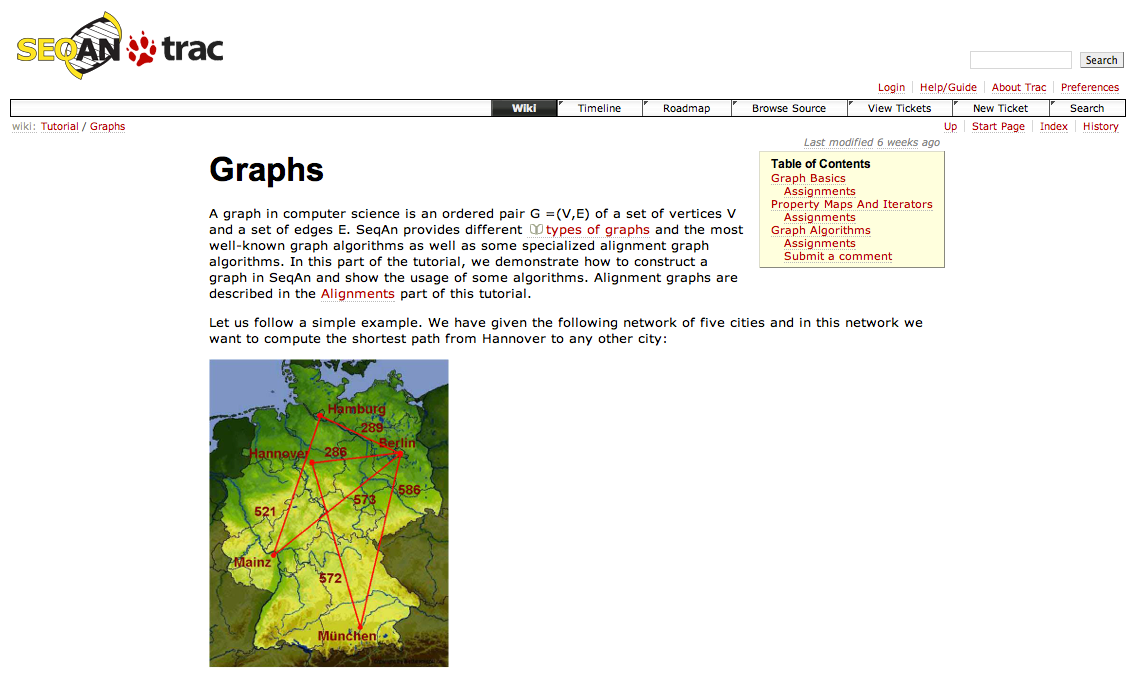 SEQAN trac
Search
Login Help/Guide About Trac Preferences
Wiki Timeline Roadmap Browse Source View Tickets New Ticket Search
wiki: Tutorial / Graphs
Up Start Page Index History
Last modified 6 weeks ago
Graphs
Table of Contents
Graph Basics
Assignments
Property Maps And Iterators
Assignments
Graph Algorithms
Assignments
Submit a comment
A graph in computer science is an ordered pair G =(V,E) of a set of vertices V
and a set of edges E. SeqAn provides different types of graphs and the most
well-known graph algorithms as well as some specialized alignment graph
algorithms. In this part of the tutorial, we demonstrate how to construct a
graph in SeqAn and show the usage of some algorithms. Alignment graphs are
described in the Alignments part of this tutorial.
Let us follow a simple example. We have given the following network of five cities and in this network we
want to compute the shortest path from Hannover to any other city:
Hamburg
289
Berlin
Hannover 286
586
573
521
Mainz
572
München